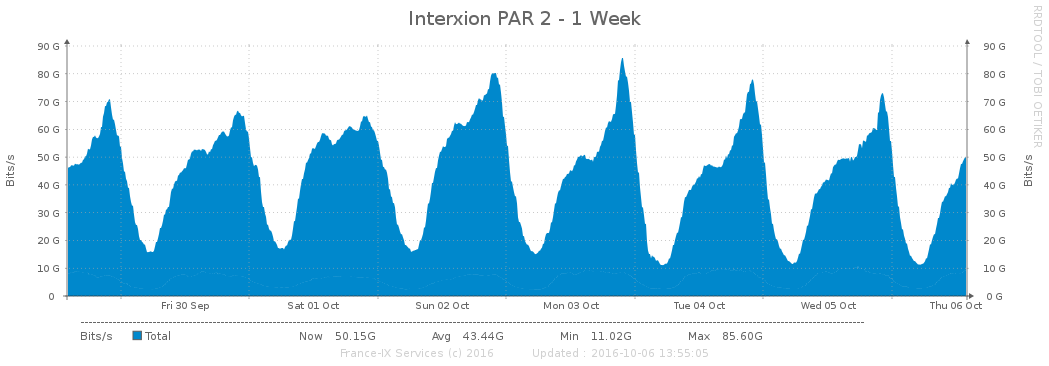 Interxion PAR 2 - 1 Week
RRDTOOL / TOBI OETIKER
Bits/s
90 G
80 G
70 G
60 G
50 G
40 G
30 G
20 G
10 G
0
90 G
80 G
70 G
60 G
50 G
40 G
30 G
20 G
10 G
0 G
Bits/s
Fri 30 Sep Sat 01 Oct Sun 02 Oct Mon 03 Oct Tue 04 Oct Wed 05 Oct Thu 06 Oct
Bits/s Total Now 50.15G Avg 43.44G Min 11.02G Max 85.60G
France-IX Services (c) 2016 Updated : 2016-10-06 13:55:05